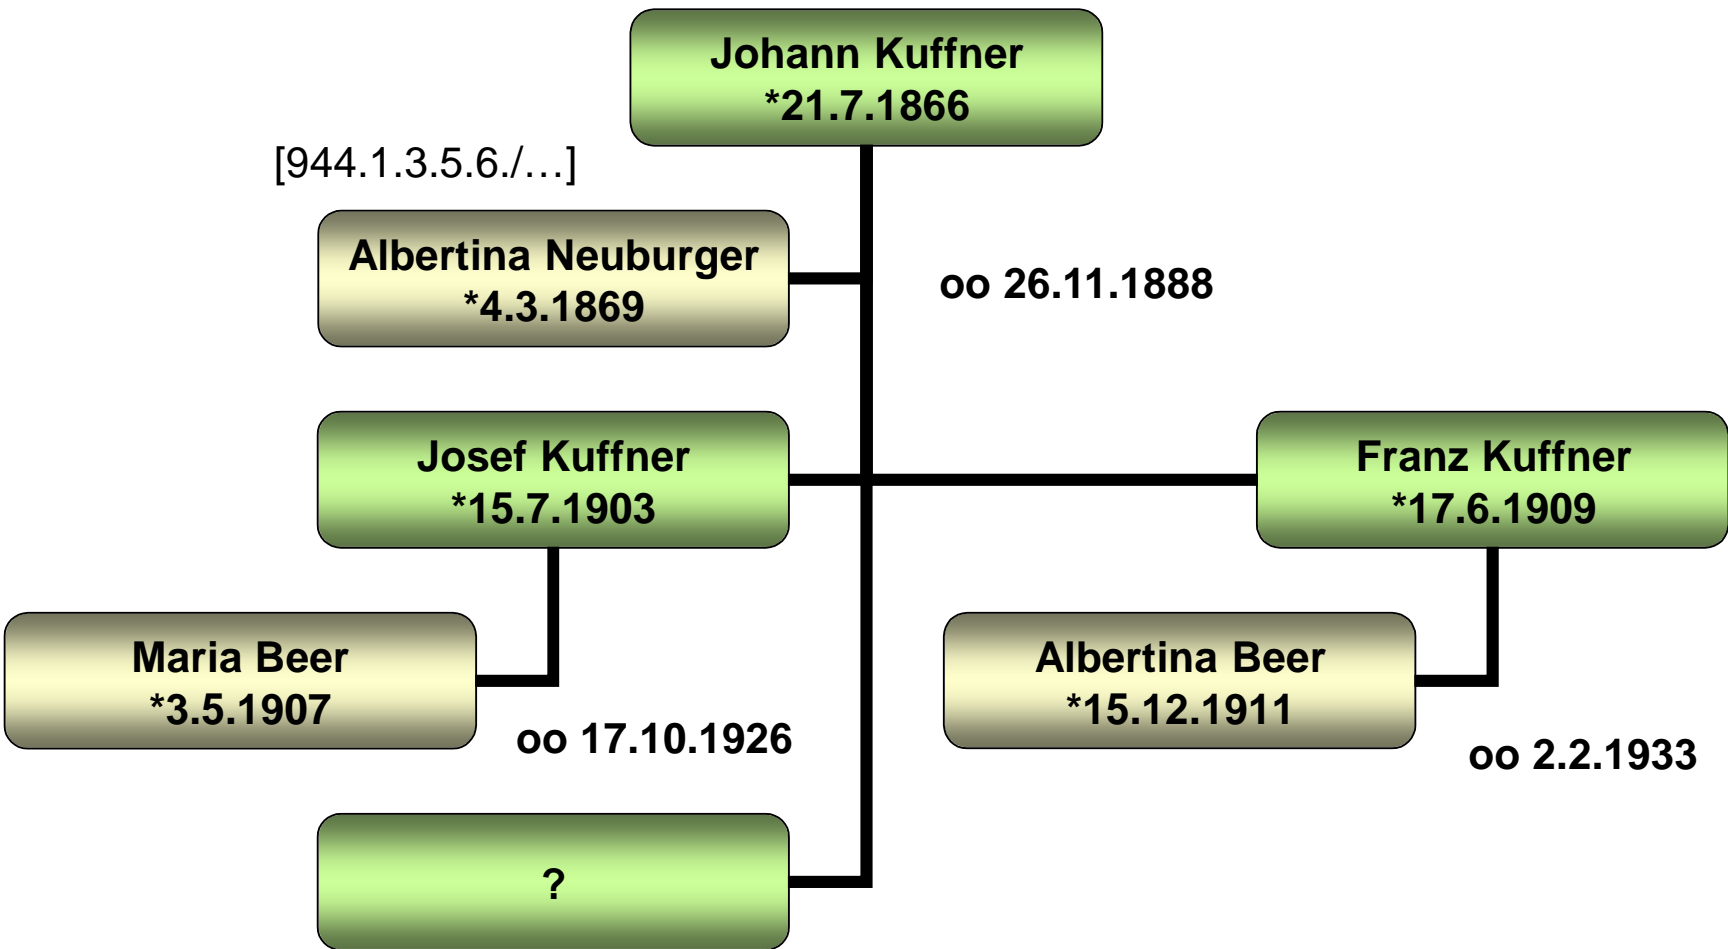 Johann Kuffner
*21.7.1866
[944.1.3.5.6./…]
Albertina Neuburger
*4.3.1869
oo 26.11.1888
Josef Kuffner
*15.7.1903
Franz Kuffner
*17.6.1909
Maria Beer
*3.5.1907
oo 17.10.1926
Albertina Beer
*15.12.1911
oo 2.2.1933
?